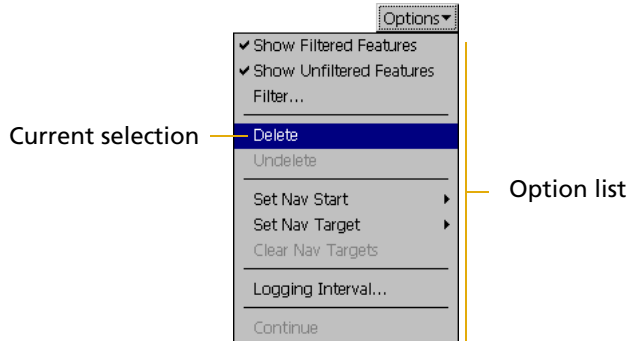 Options
Show Filtered Features
Show Unfiltered Features
Filter...
Current selection
Delete
Undelete
Option list
Set Nav Start
Set Nav Target
Clear Nav Targets
Logging Interval...
Continue